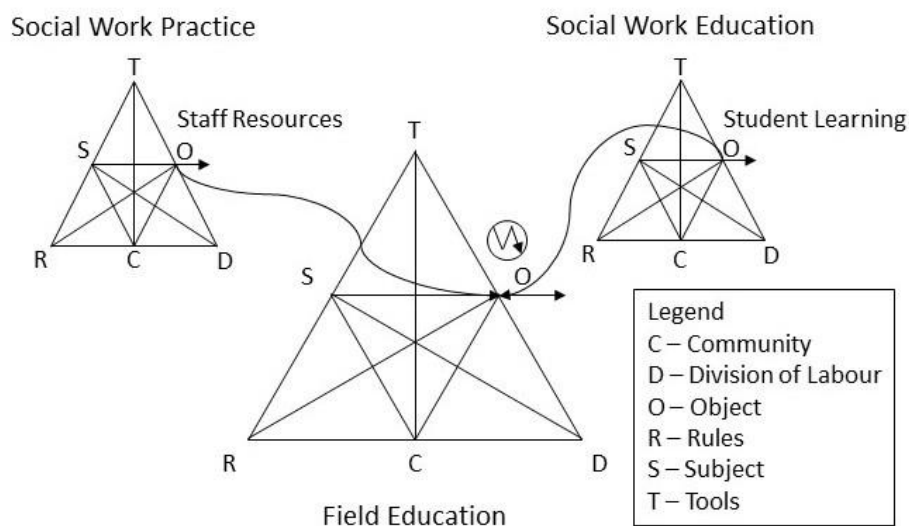 Social Work Practice
T
Staff Resources
S
O
R
C
D
Social Work Education
T
Student Learning
S
O
R
C
D
T
S
O
R
C
D
Field Education
Legend
C – Community
D – Division of Labour
O – Object
R – Rules
S – Subject
T – Tools